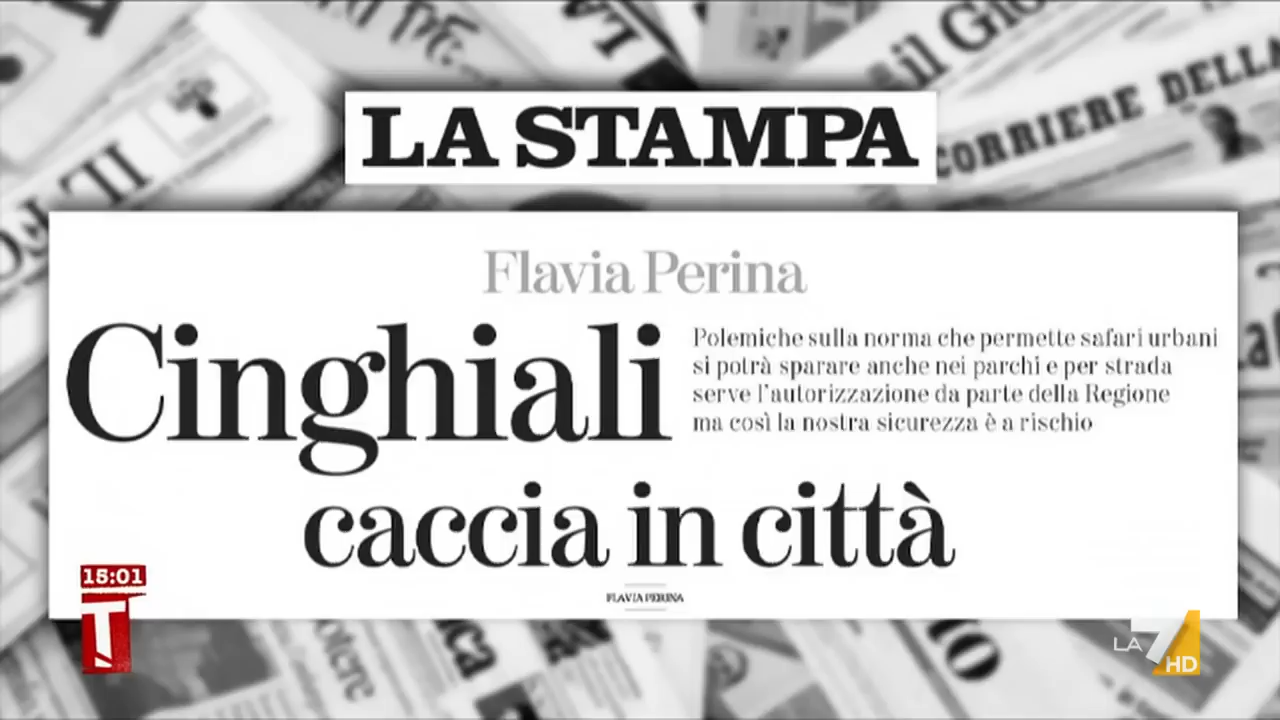 il Gio
CORRIERE DELLA
LA STAMPA
Flavia Perina
Cinghiali
Polemiche sulla norma che permette safari urbani
si potrà sparare anche nei parchi e per strada
serve l'autorizzazione da parte della Regione
ma così la nostra sicurezza è a rischio
caccia in città
FLAVIA PERINA
15:01
T
LA 7
HD